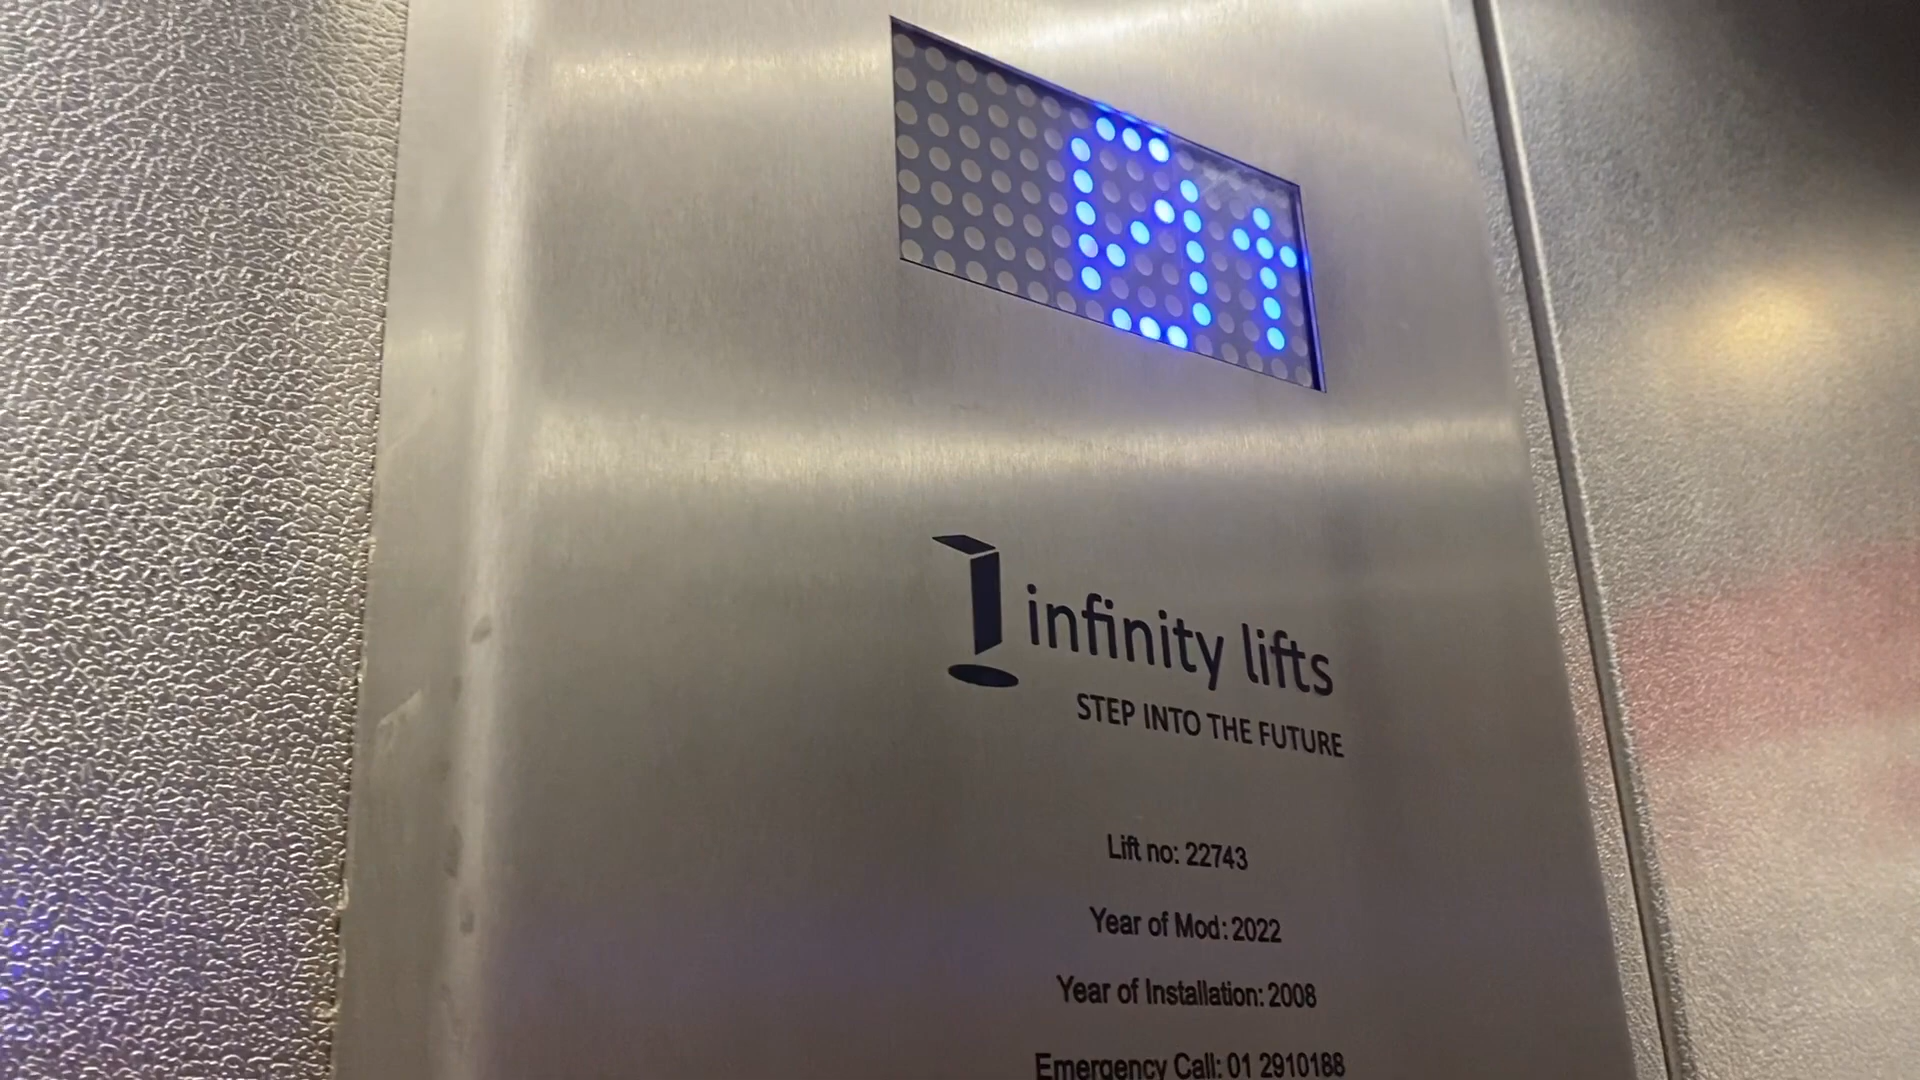 0↑
infinity lifts
STEP INTO THE FUTURE
Lift no: 22743
Year of Mod: 2022
Year of Installation: 2008
Emergency Call: 01 2910188